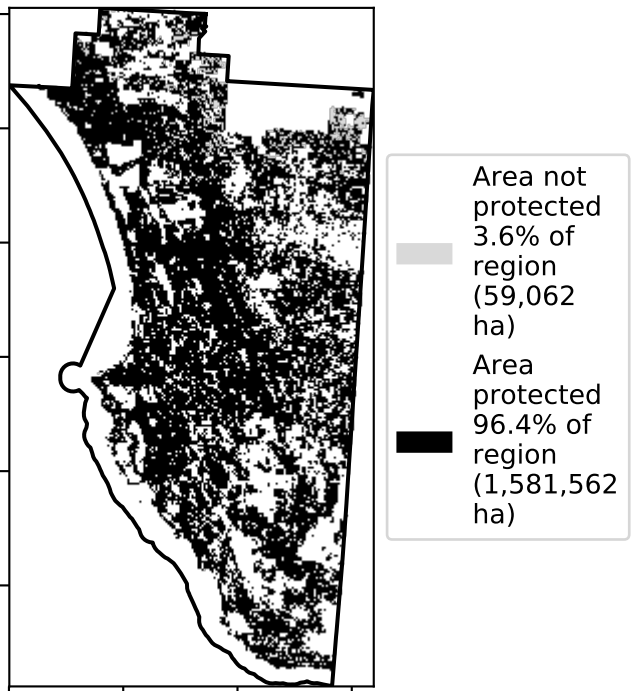 Area not
protected
3.6% of
region
(59,062
ha)
Area
protected
96.4% of
region
(1,581,562
ha)